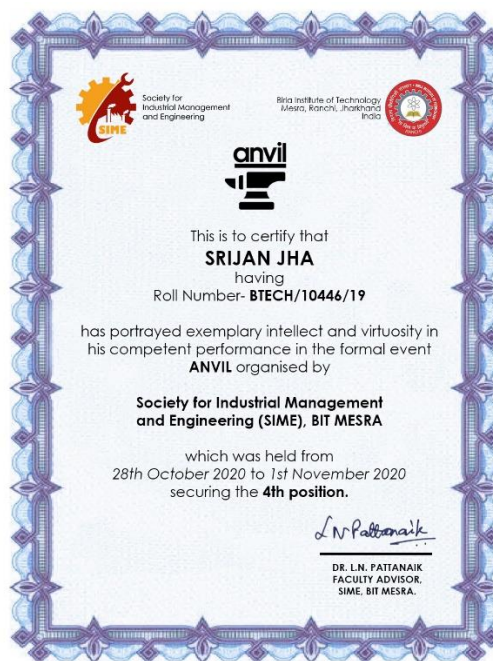 Society for
Industrial Management
and Engineering
SIME
Birla Institute of Technology
Mesra, Ranchi, Jharkhand
India
anvil
This is to certify that
SRIJAN JHA
having
Roll Number- BTECH/10446/19
has portrayed exemplary intellect and virtuosity in
his competent performance in the formal event
ANVIL organised by
Society for Industrial Management
and Engineering (SIME), BIT MESRA
which was held from
28th October 2020 to 1st November 2020
securing the 4th position.
L N Pattanaik
DR. L.N. PATTANAIK
FACULTY ADVISOR,
SIME, BIT MESRA.